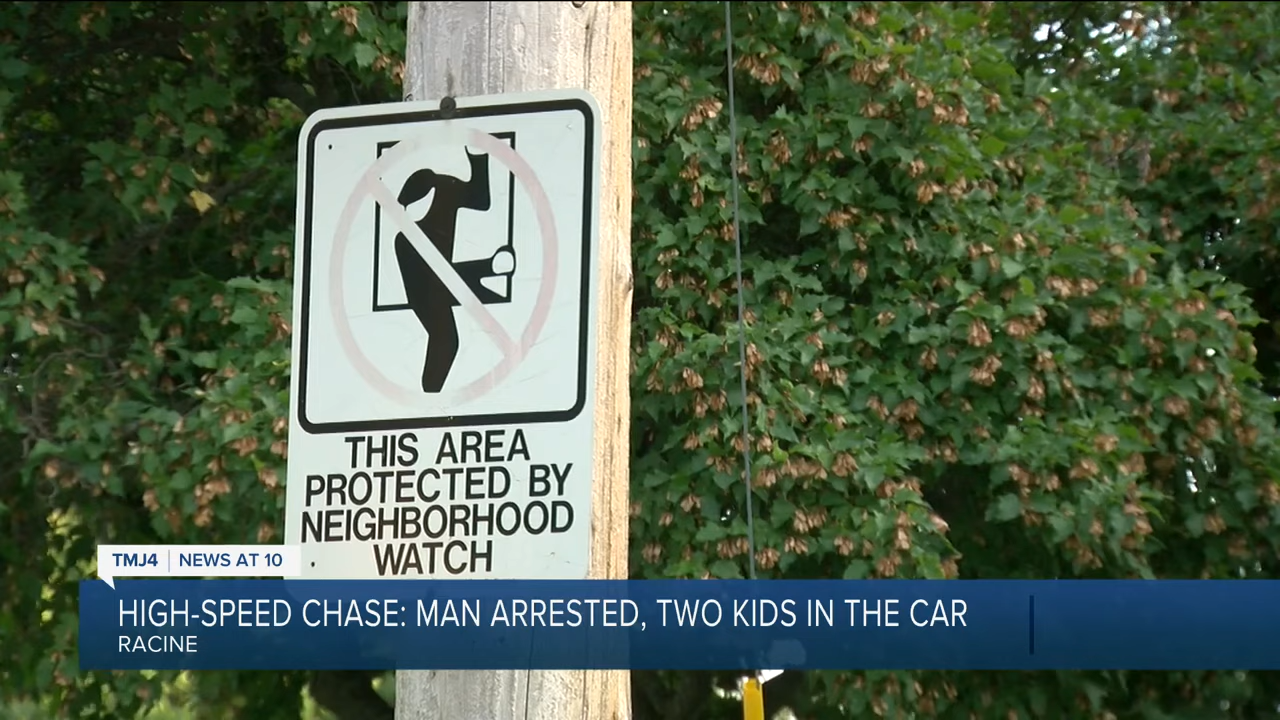 THIS AREA
PROTECTED BY
NEIGHBORHOOD
WATCH
TMJ4 | NEWS AT 10
HIGH-SPEED CHASE: MAN ARRESTED, TWO KIDS IN THE CAR
RACINE